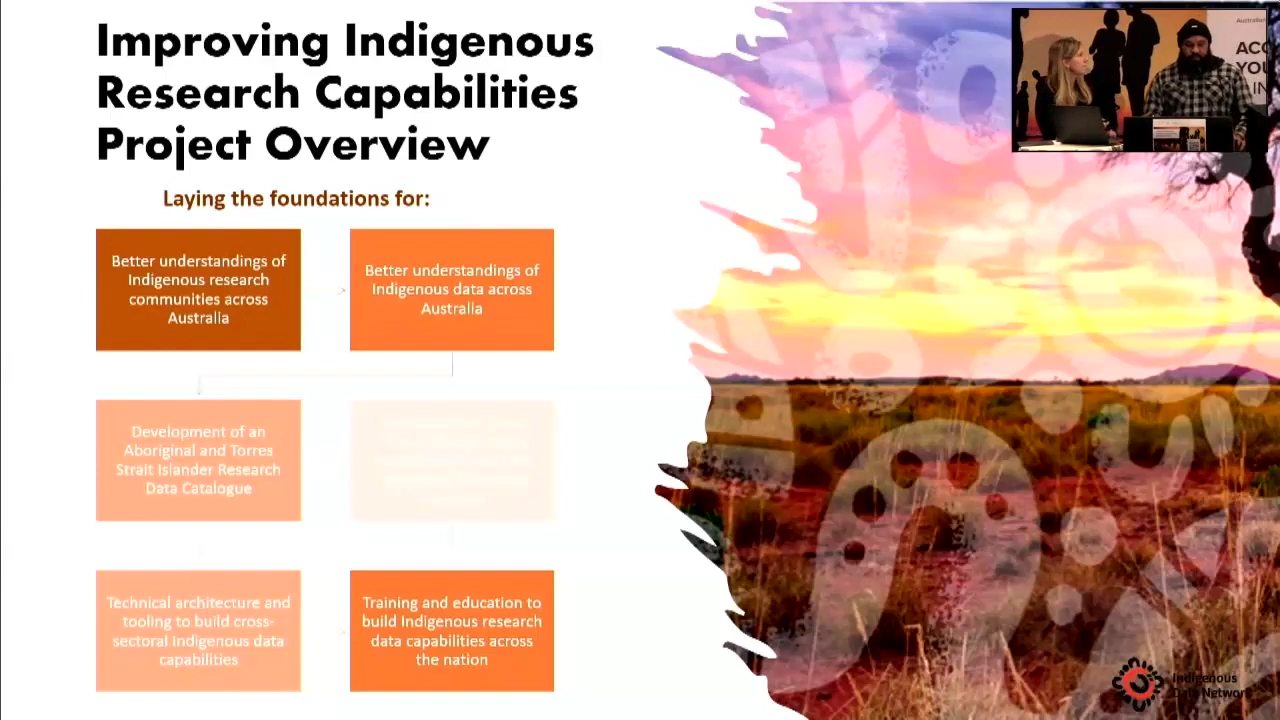 Improving Indigenous
Research Capabilities
Project Overview
Laying the foundations for:
Better understandings of
Indigenous research
communities across
Australia
Better understandings of
Indigenous data across
Australia
Development of an
Aboriginal and Torres
Strait Islander Research
Data Catalogue
Technical architecture and
tooling to build cross-
sectoral Indigenous data
capabilities
Training and education to
build Indigenous research
data capabilities across
the nation
Indigenous
Data Network